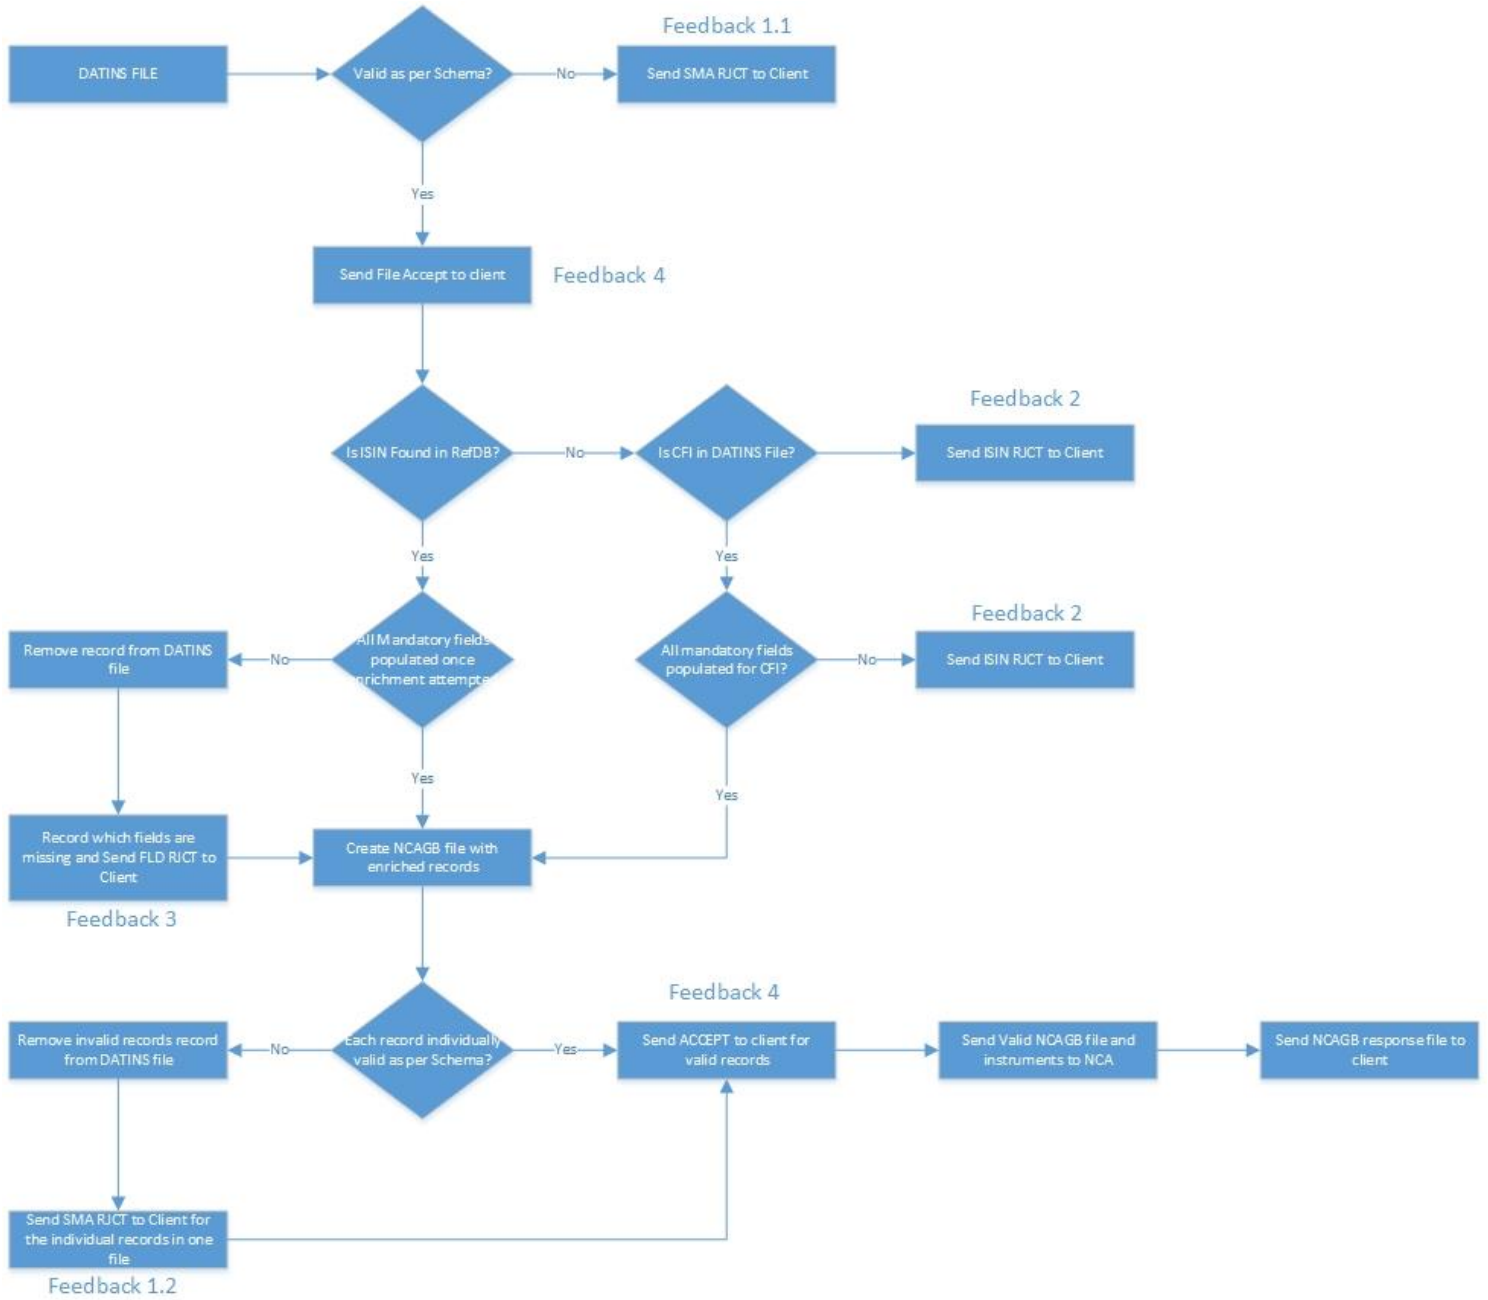 Feedback 1.1
DATINS FILE
Valid as per Schema?
No
Send SMA RJCT to Client
Yes
Send File Accept to client
Feedback 4
Feedback 2
Is ISIN Found in RefDB?
No
Is CFI in DATINS File?
Send ISIN RJCT to Client
Yes
Yes
Feedback 2
Remove record from DATINS
file
No
All Mandatory fields
populated once
nrichment attempte
All mandatory fields
populated for CFI?
No
Send ISIN RJCT to Client
Yes
Yes
Record which fields are
missing and Send FLD RJCT to
Client
Feedback 3
Create NCAGB file with
enriched records
Feedback 4
Remove invalid records record
from DATINS file
No
Each record individually
valid as per Schema?
Yes
Send ACCEPT to client for
valid records
Send Valid NCAGB file and
instruments to NCA
Send NCAGB response file to
client
Send SMA RJCT to Client for
the individual records in one
file
Feedback 1.2